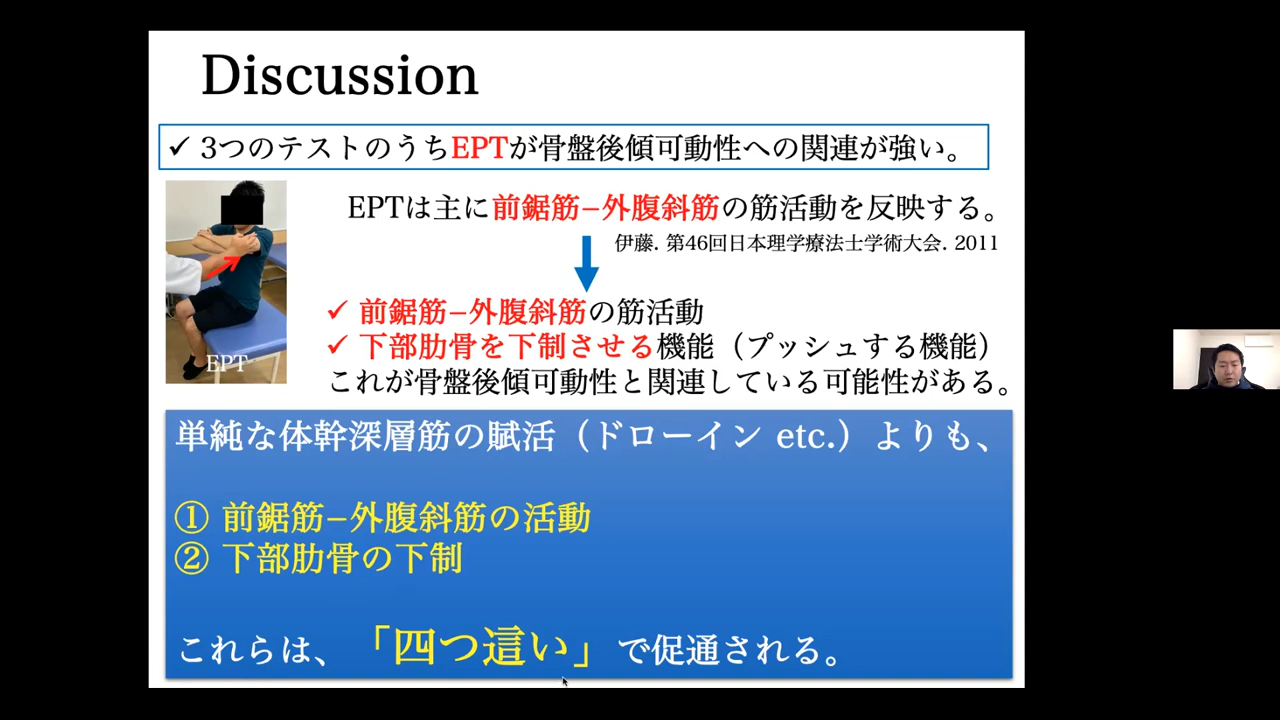 Discussion
✓ 3つのテストのうちEPTが骨盤後傾可動性への関連が強い。
EPTは主に前鋸筋–外腹斜筋の筋活動を反映する。
伊藤. 第46回日本理学療法士学術大会. 2011
✓ 前鋸筋–外腹斜筋の筋活動
✓ 下部肋骨を下制させる機能（プッシュする機能）
これが骨盤後傾可動性と関連している可能性がある。
EPT
単純な体幹深層筋の賦活（ドローイン etc.）よりも、
① 前鋸筋–外腹斜筋の活動
② 下部肋骨の下制
これらは、「四つ這い」で促通される。